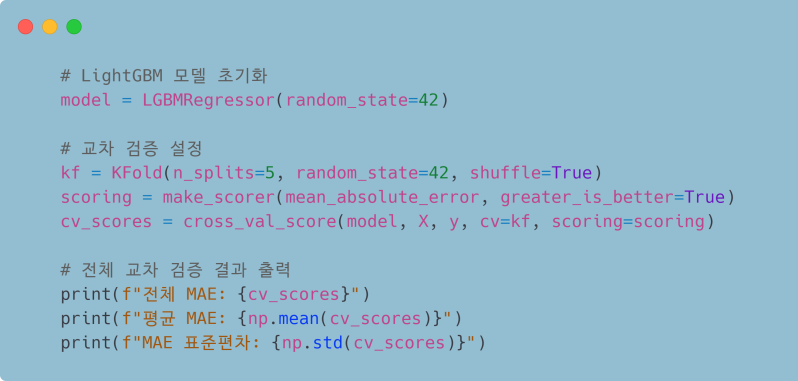 # LightGBM 모델 초기화
model = LGBMRegressor(random_state=42)
# 교차 검증 설정
kf = KFold(n_splits=5, random_state=42, shuffle=True)
scoring = make_scorer(mean_absolute_error, greater_is_better=True)
cv_scores = cross_val_score(model, X, y, cv=kf, scoring=scoring)
# 전체 교차 검증 결과 출력
print(f"전체 MAE: {cv_scores}")
print(f"평균 MAE: {np.mean(cv_scores)}")
print(f"MAE 표준편차: {np.std(cv_scores)}")